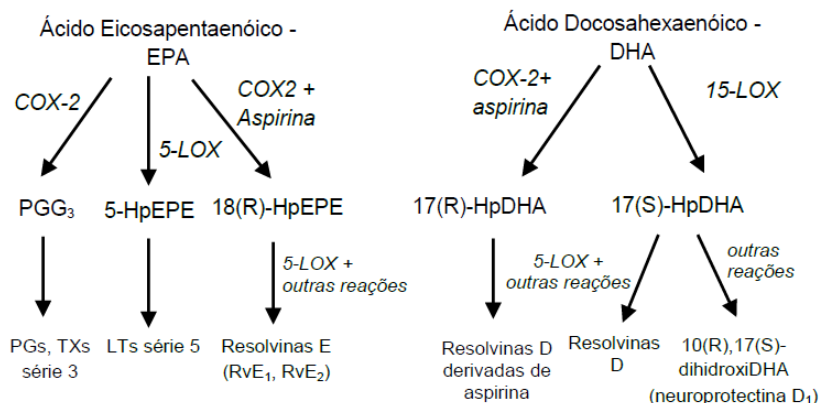 Ácido Eicosapentaenóico -
EPA
COX-2
5-LOX
COX2 +
Aspirina
PGG₃
5-HpEPE
18(R)-HpEPE
5-LOX +
outras reações
PGs, TXs
série 3
LTs série 5
Resolvinas E
(RvE₁, RvE₂)
Ácido Docosahexaenóico -
DHA
COX-2+
aspirina
15-LOX
17(R)-HpDHA
17(S)-HpDHA
5-LOX +
outras reações
outras
reações
Resolvinas D
derivadas de
aspirina
Resolvinas
D
10(R),17(S)-
dihidroxiDHA
(neuroprotectina D₁)